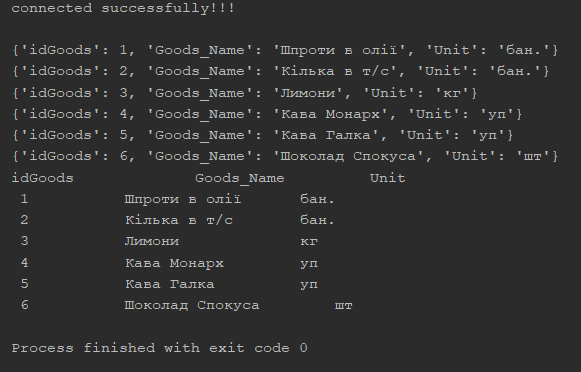 connected successfully!!!
{'idGoods': 1, 'Goods_Name': 'Шпроти в олії', 'Unit': 'бан.'}
{'idGoods': 2, 'Goods_Name': 'Кілька в т/с', 'Unit': 'бан.'}
{'idGoods': 3, 'Goods_Name': 'Лимони', 'Unit': 'кг'}
{'idGoods': 4, 'Goods_Name': 'Кава Монарх', 'Unit': 'уп'}
{'idGoods': 5, 'Goods_Name': 'Кава Галка', 'Unit': 'уп'}
{'idGoods': 6, 'Goods_Name': 'Шоколад Спокуса', 'Unit': 'шт'}
idGoods Goods_Name Unit
1 Шпроти в олії бан.
2 Кілька в т/с бан.
3 Лимони кг
4 Кава Монарх уп
5 Кава Галка уп
6 Шоколад Спокуса шт
Process finished with exit code 0